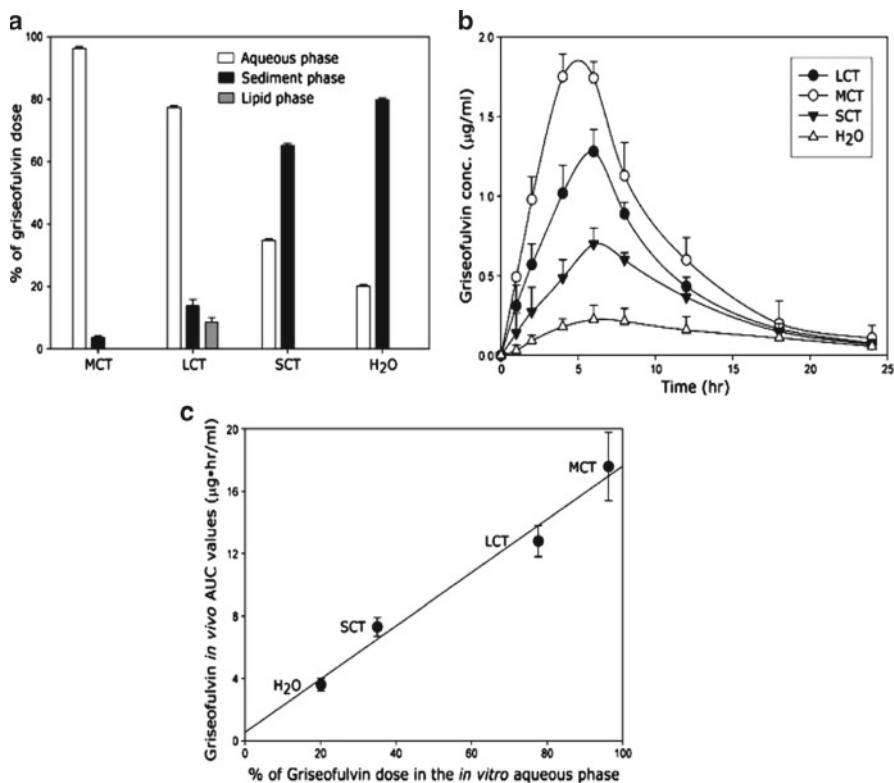 a
% of griseofulvin dose
100
80
60
40
20
0
Aqueous phase
Sediment phase
Lipid phase
MCT LCT SCT H₂O
b
Griseofulvin conc. (µg/ml)
2.0
1.5
1.0
0.5
0.0
LCT
MCT
SCT
H₂O
0 5 10 15 20 25
Time (hr)
c
Griseofulvin in vivo AUC values (µg•hr/ml)
20
16
12
8
4
0
MCT
LCT
SCT
H₂O
0 20 40 60 80 100
% of Griseofulvin dose in the in vitro aqueous phase